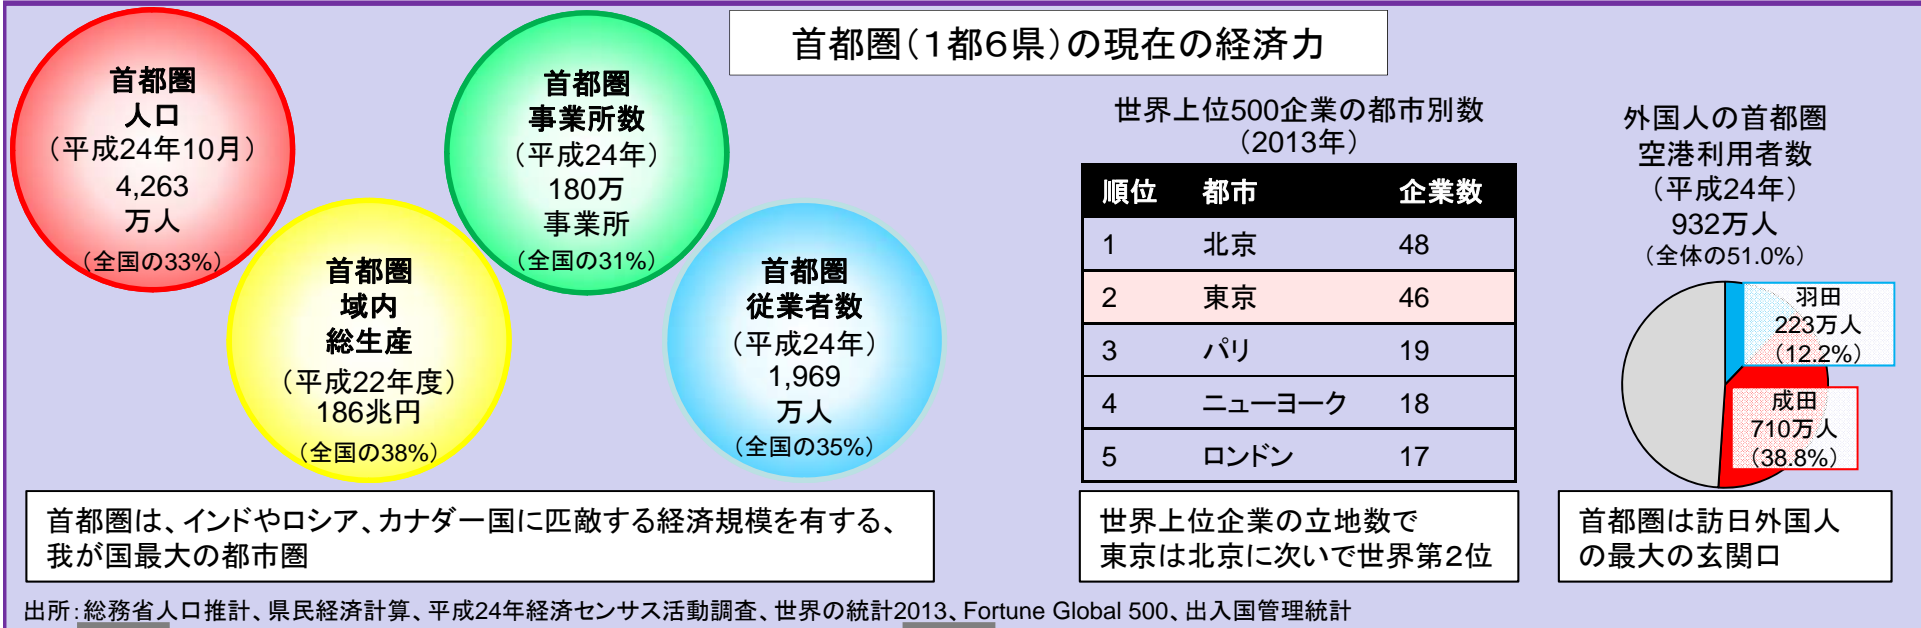 首都圏(1都6県)の現在の経済力
首都圏
人口
(平成24年10月)
4,263
万人
(全国の33%)
首都圏
域内
総生産
(平成22年度)
186兆円
(全国の38%)
首都圏
事業所数
(平成24年)
180万
事業所
(全国の31%)
首都圏
従業者数
(平成24年)
1,969
万人
(全国の35%)
首都圏は、インドやロシア、カナダ一国に匹敵する経済規模を有する、
我が国最大の都市圏
世界上位500企業の都市別数
(2013年)
順位 都市 企業数
1 北京 48
2 東京 46
3 パリ 19
4 ニューヨーク 18
5 ロンドン 17
世界上位企業の立地数で
東京は北京に次いで世界第2位
外国人の首都圏
空港利用者数
(平成24年)
932万人
(全体の51.0%)
羽田
223万人
(12.2%)
成田
710万人
(38.8%)
首都圏は訪日外国人
の最大の玄関口
出所:総務省人口推計、県民経済計算、平成24年経済センサス活動調査、世界の統計2013、Fortune Global 500、出入国管理統計